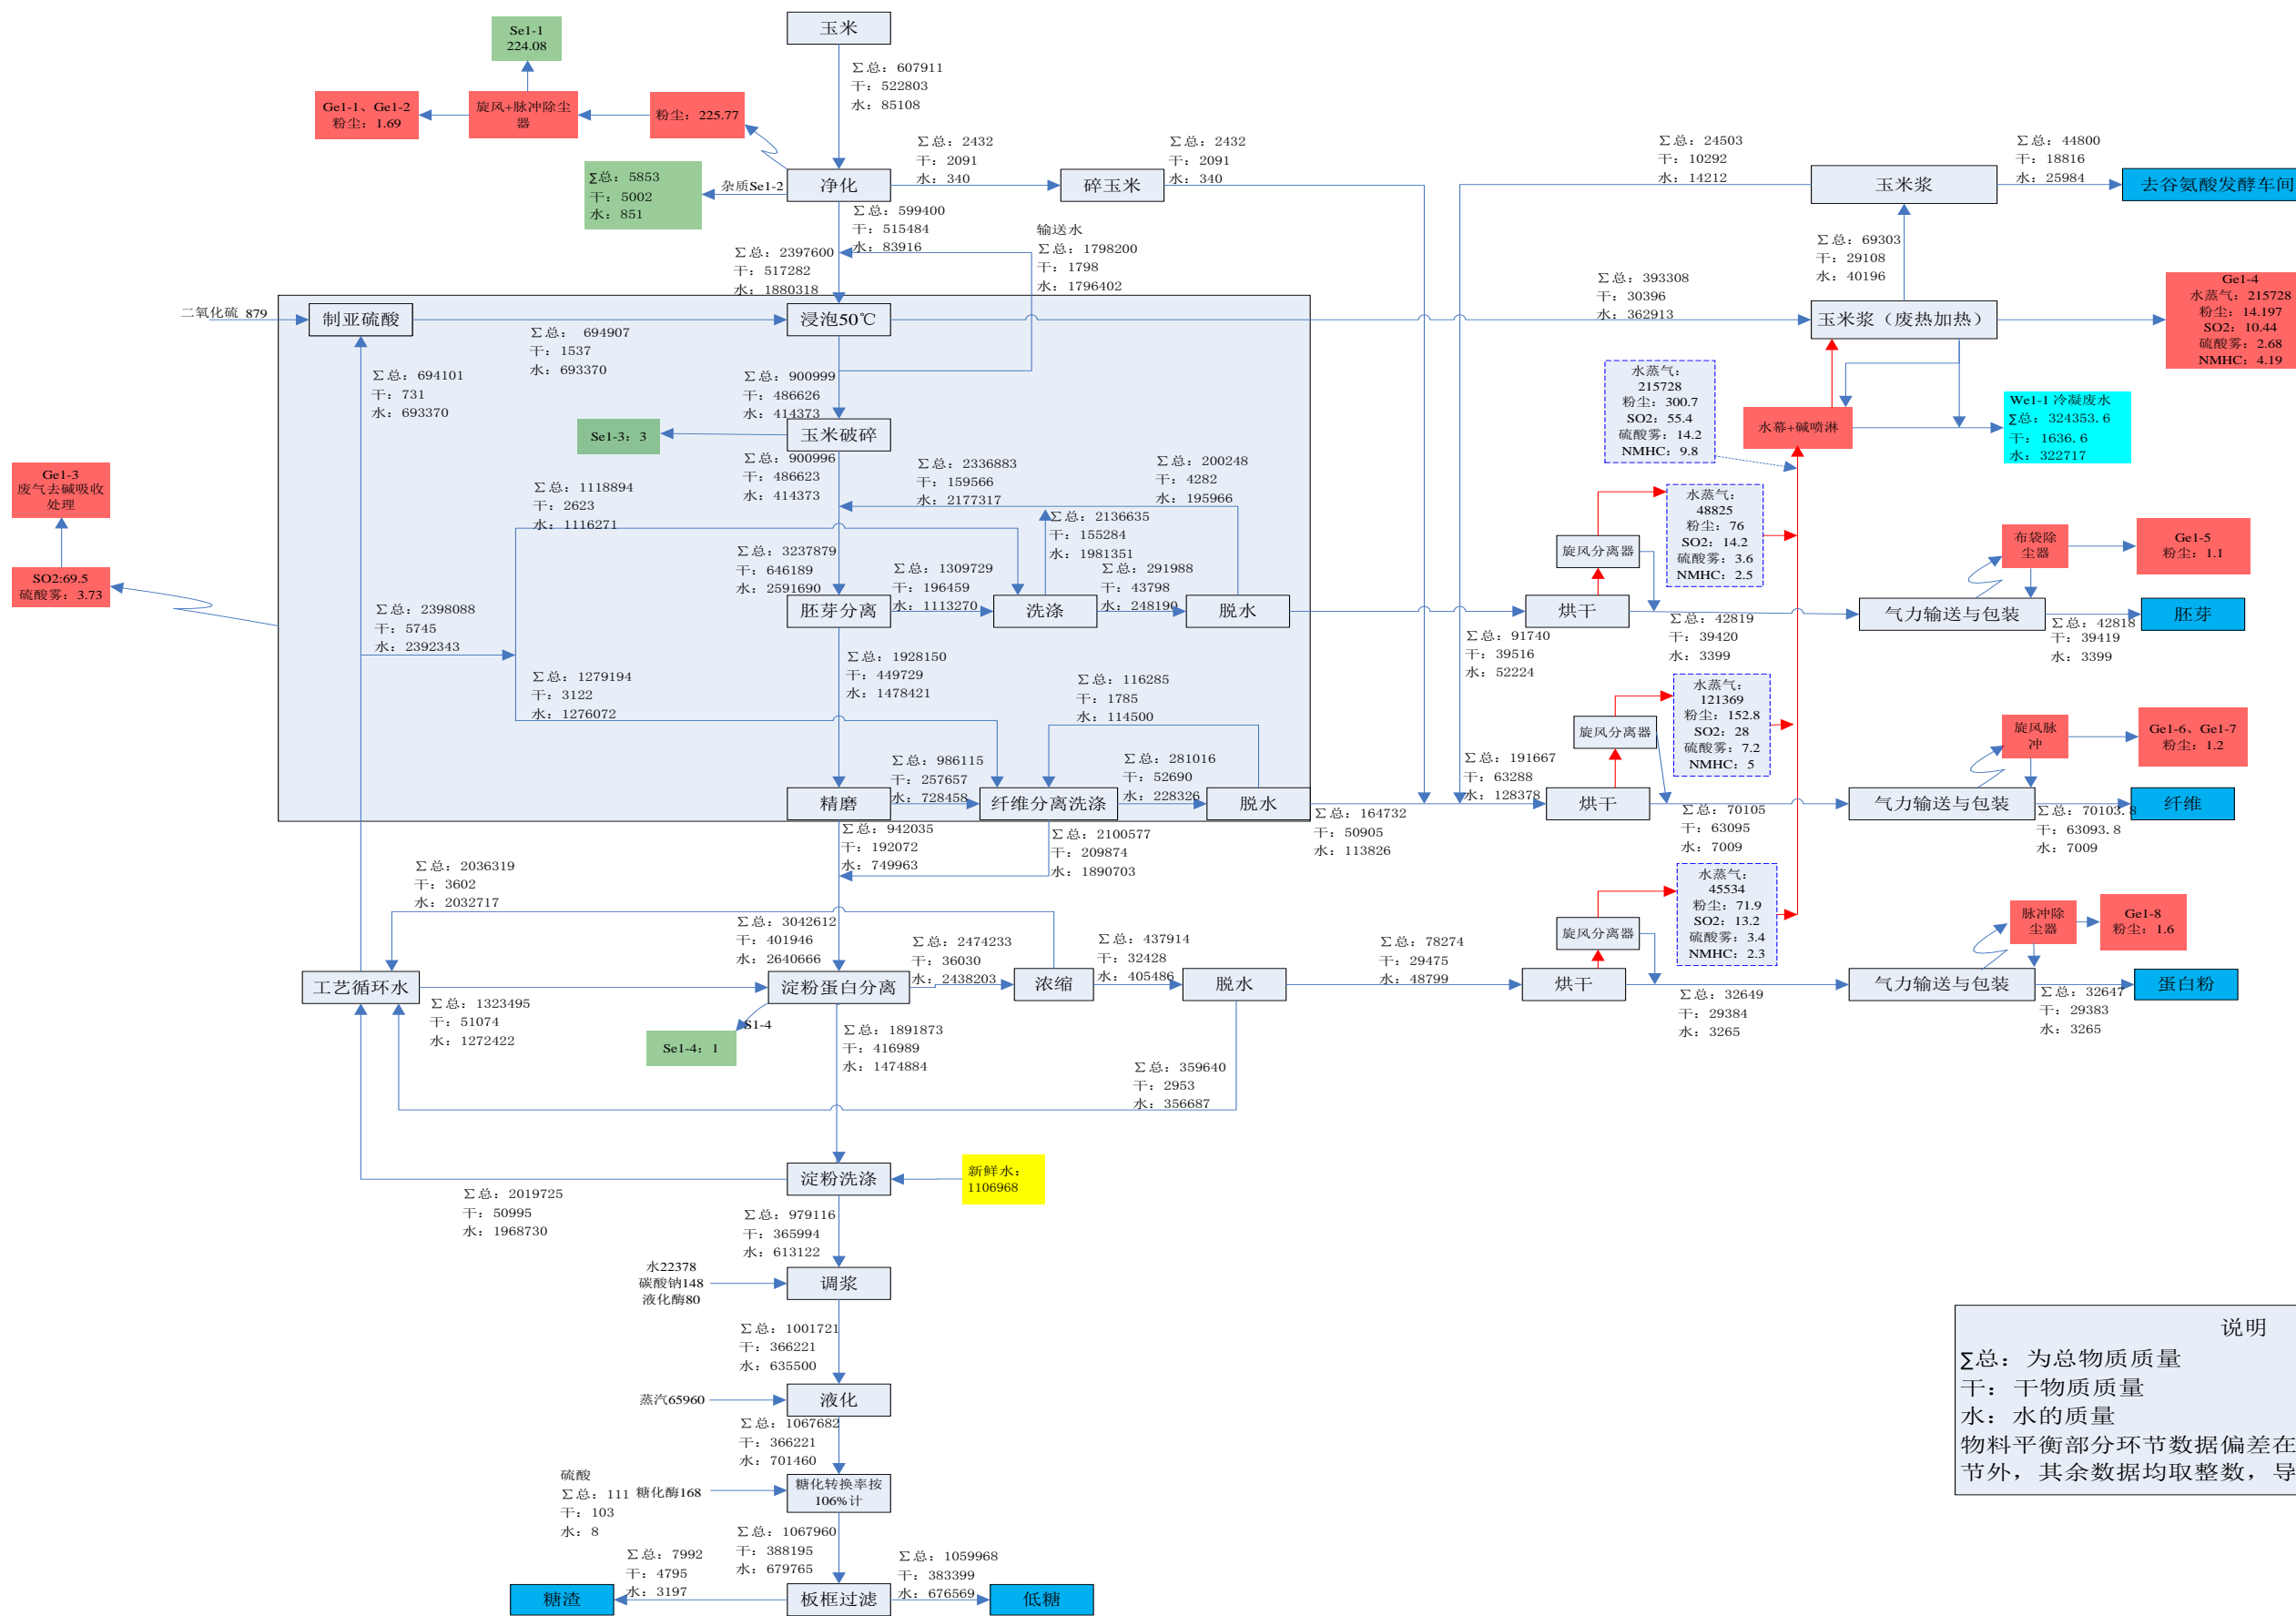 玉米
Σ总：607911
干：522803
水：85108
Se1-1
224.08
Ge1-1、Ge1-2
粉尘：1.69
旋风+脉冲除尘
器
粉尘：225.77
∑总：5853
干：5002
水：851
杂质Se1-2
净化
Σ总：2432
干：2091
水：340
碎玉米
Σ总：2432
干：2091
水：340
Σ总：24503
干：10292
水：14212
玉米浆
Σ总：44800
干：18816
水：25984
去谷氨酸发酵车间
Σ总：599400
干：515484
水：83916
输送水
Σ总：1798200
干：1798
水：1796402
Σ总：2397600
干：517282
水：1880318
Σ总：69303
干：29108
水：40196
Σ总：393308
干：30396
水：362913
Ge1-4
水蒸气：215728
粉尘：14.197
SO2：10.44
硫酸雾：2.68
NMHC：4.19
二氧化硫 879
制亚硫酸
浸泡50℃
玉米浆（废热加热）
Σ总：694907
干：1537
水：693370
Σ总：694101
干：731
水：693370
Σ总：900999
干：486626
水：414373
水蒸气：
215728
粉尘：300.7
SO2：55.4
硫酸雾：14.2
NMHC：9.8
水幕+碱喷淋
We1-1 冷凝废水
∑总：324353.6
干：1636.6
水：322717
Se1-3：3
玉米破碎
Σ总：900996
干：486623
水：414373
Σ总：2336883
干：159566
水：2177317
Σ总：200248
干：4282
水：195966
Ge1-3
废气去碱吸收
处理
Σ总：1118894
干：2623
水：1116271
Σ总：2136635
干：155284
水：1981351
水蒸气：
48825
粉尘：76
SO2：14.2
硫酸雾：3.6
NMHC：2.5
旋风分离器
布袋除
尘器
Ge1-5
粉尘：1.1
SO2:69.5
硫酸雾：3.73
Σ总：3237879
干：646189
水：2591690
Σ总：1309729
干：196459
水：1113270
Σ总：291988
干：43798
水：248190
胚芽分离
洗涤
脱水
烘干
气力输送与包装
胚芽
Σ总：2398088
干：5745
水：2392343
Σ总：91740
干：39516
水：52224
Σ总：42819
干：39420
水：3399
Σ总：42818
干：39419
水：3399
Σ总：1928150
干：449729
水：1478421
Σ总：1279194
干：3122
水：1276072
Σ总：116285
干：1785
水：114500
水蒸气：
121369
粉尘：152.8
SO2：28
硫酸雾：7.2
NMHC：5
旋风分离器
旋风脉
冲
Ge1-6、Ge1-7
粉尘：1.2
Σ总：986115
干：257657
水：728458
Σ总：281016
干：52690
水：228326
Σ总：191667
干：63288
水：128378
精磨
纤维分离洗涤
脱水
烘干
气力输送与包装
纤维
Σ总：942035
干：192072
水：749963
Σ总：2100577
干：209874
水：1890703
Σ总：164732
干：50905
水：113826
Σ总：70105
干：63095
水：7009
Σ总：70103.8
干：63093.8
水：7009
Σ总：2036319
干：3602
水：2032717
水蒸气：
45534
粉尘：71.9
SO2：13.2
硫酸雾：3.4
NMHC：2.3
旋风分离器
脉冲除
尘器
Ge1-8
粉尘：1.6
Σ总：3042612
干：401946
水：2640666
Σ总：2474233
干：36030
水：2438203
Σ总：437914
干：32428
水：405486
Σ总：78274
干：29475
水：48799
工艺循环水
淀粉蛋白分离
浓缩
脱水
烘干
气力输送与包装
蛋白粉
Σ总：1323495
干：51074
水：1272422
S1-4
Se1-4：1
Σ总：1891873
干：416989
水：1474884
Σ总：32649
干：29384
水：3265
Σ总：32647
干：29383
水：3265
Σ总：359640
干：2953
水：356687
淀粉洗涤
新鲜水：
1106968
Σ总：2019725
干：50995
水：1968730
Σ总：979116
干：365994
水：613122
水22378
碳酸钠148
液化酶80
调浆
Σ总：1001721
干：366221
水：635500
蒸汽65960
液化
Σ总：1067682
干：366221
水：701460
硫酸
Σ总：111
干：103
水：8
糖化酶168
糖化转换率按
106%计
Σ总：1067960
干：388195
水：679765
Σ总：7992
干：4795
水：3197
Σ总：1059968
干：383399
水：676569
糖渣
板框过滤
低糖
说明
∑总：为总物质质量
干：干物质质量
水：水的质量
物料平衡部分环节数据偏差在
节外，其余数据均取整数，导